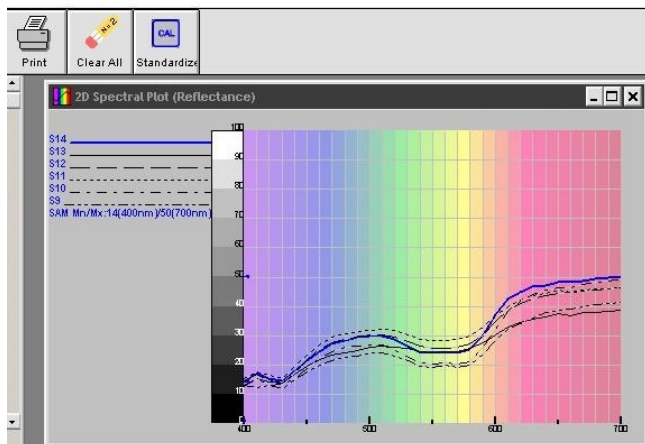 N=2
CAL
Print
Clear All
Standardize
2D Spectral Plot (Reflectance)
S14
S13
S12
S11
S10
S9
SAM Mn/Mx:14(400nm)/50(700nm)
100
90
80
70
60
50
40
30
20
10
0
400
500
600
700